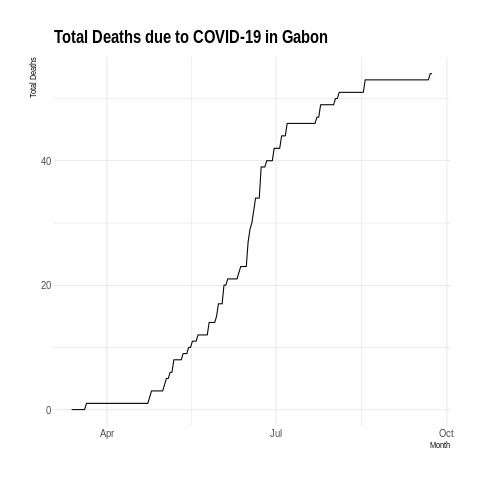 Total Deaths due to COVID-19 in Gabon
Total Deaths
40
20
0
Apr
Jul
Oct
Month